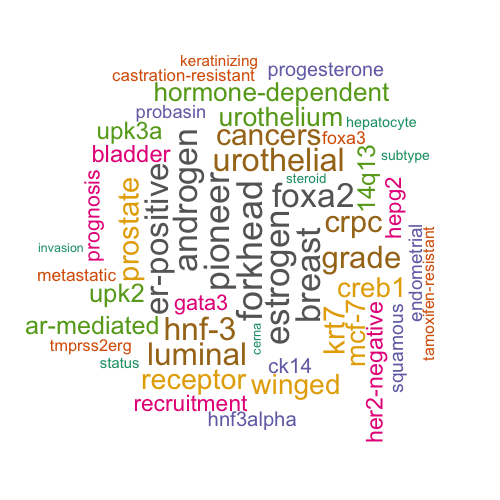 keratinizing
castration-resistant
progesterone
hormone-dependent
probasin
urothelium
hepatocyte
upk3a
cancers
foxa3
bladder
urothelial
subtype
14q13
steroid
hepg2
prognosis
prostate
er-positive
androgen
pioneer
forkhead
estrogen
breast
foxa2
crpc
grade
endometrial
tamoxifen-resistant
invasion
metastatic
upk2
gata3
creb1
ar-mediated
hnf-3
krt7
mcf-7
her2-negative
squamous
tmprss2erg
status
luminal
cerna
ck14
receptor
winged
recruitment
hnf3alpha